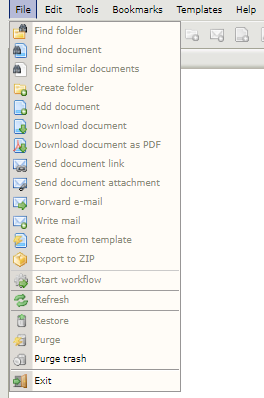 File Edit Tools Bookmarks Templates Help
Find folder
Find document
Find similar documents
Create folder
Add document
Download document
Download document as PDF
Send document link
Send document attachment
Forward e-mail
Write mail
Create from template
Export to ZIP
Start workflow
Refresh
Restore
Purge
Purge trash
Exit